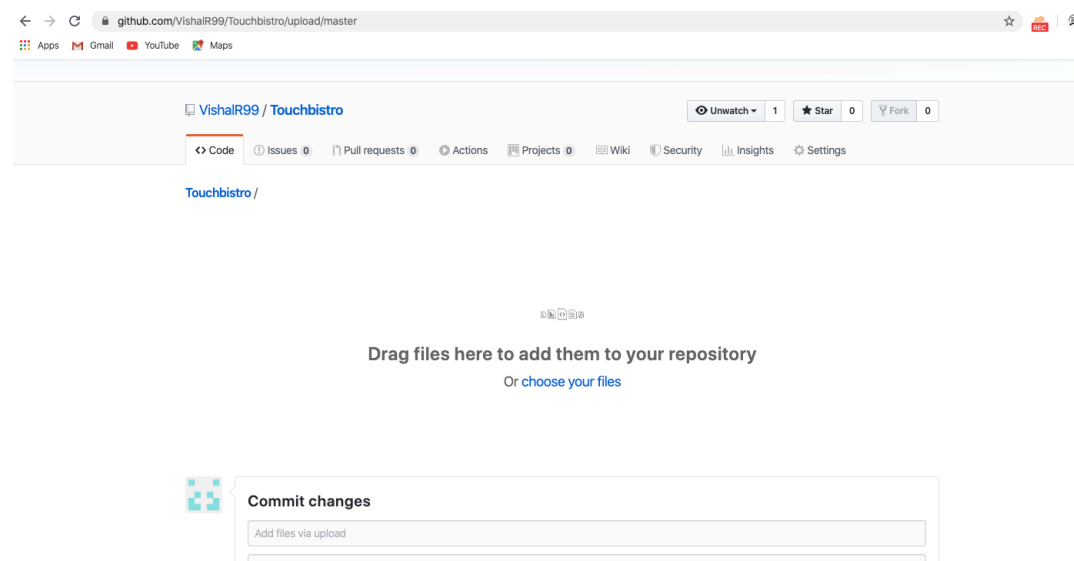 github.com/VishalR99/Touchbistro/upload/master
REC
Apps Gmail YouTube Maps
VishalR99 / Touchbistro Unwatch 1 Star 0 Fork 0
<> Code Issues 0 Pull requests 0 Actions Projects 0 Wiki Security Insights Settings
Touchbistro /
Drag files here to add them to your repository
Or choose your files
Commit changes
Add files via upload